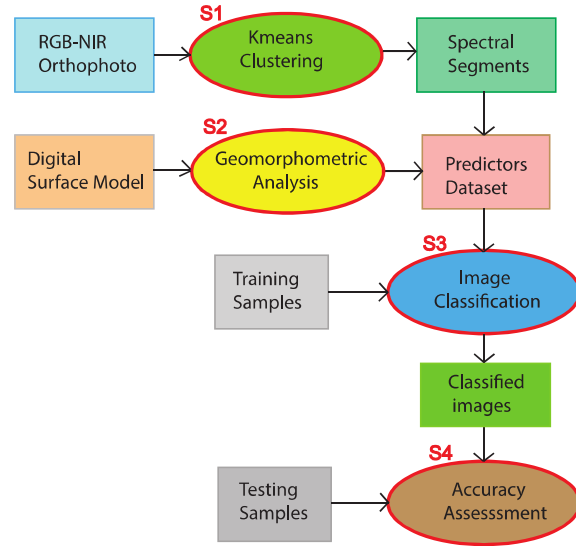 S1
RGB-NIR
Orthophoto
Kmeans
Clustering
Spectral
Segments
S2
Digital
Surface Model
Geomorphometric
Analysis
Predictors
Dataset
S3
Training
Samples
Image
Classification
Classified
images
S4
Testing
Samples
Accuracy
Assesssment